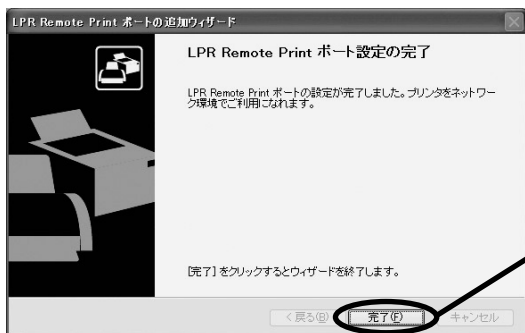 LPR Remote Print ポートの追加ウィザード
LPR Remote Print ポート設定の完了
LPR Remote Print ポートの設定が完了しました。プリンタをネットワー
ク環境でご利用になれます。
[完了] をクリックするとウィザードを終了します。
< 戻る(B) 完了(F) キャンセル